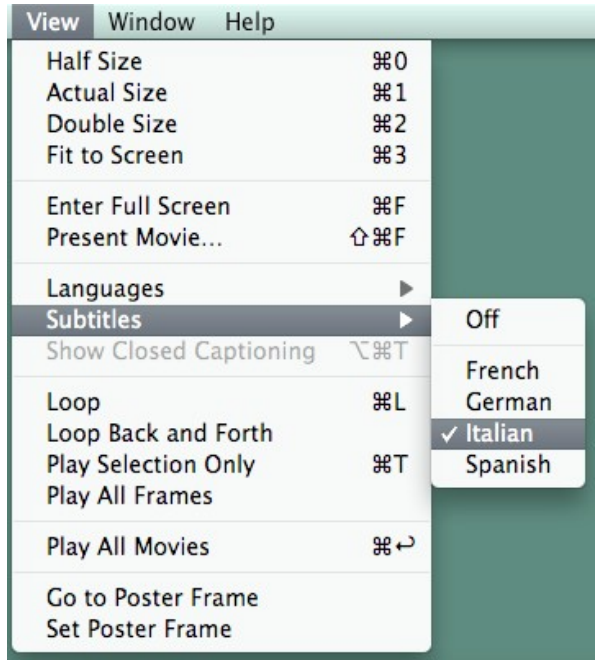 View Window Help
Half Size ⌘0
Actual Size ⌘1
Double Size ⌘2
Fit to Screen ⌘3
Enter Full Screen ⌘F
Present Movie... ⇧⌘F
Languages ▶
Subtitles ▶
Show Closed Captioning ⌥⌘T
Loop ⌘L
Loop Back and Forth
Play Selection Only ⌘T
Play All Frames
Play All Movies ⌘↩
Go to Poster Frame
Set Poster Frame
Off
French
German
✓ Italian
Spanish